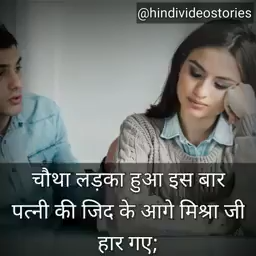 @hindivideostories
चौथा लड़का हुआ इस बार
पत्नी की जिद के आगे मिश्रा जी
हार गए;